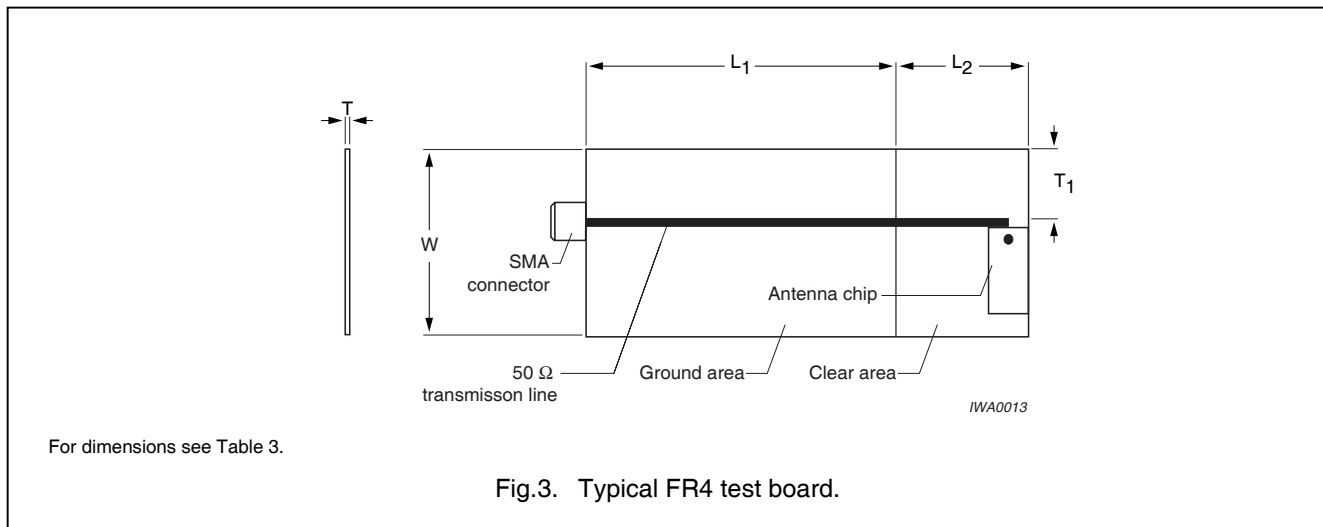 L1
L2
T
T1
W
SMA
connector
Antenna chip
50 Ω
transmisson line
Ground area
Clear area
IWA0013
For dimensions see Table 3.
Fig.3. Typical FR4 test board.